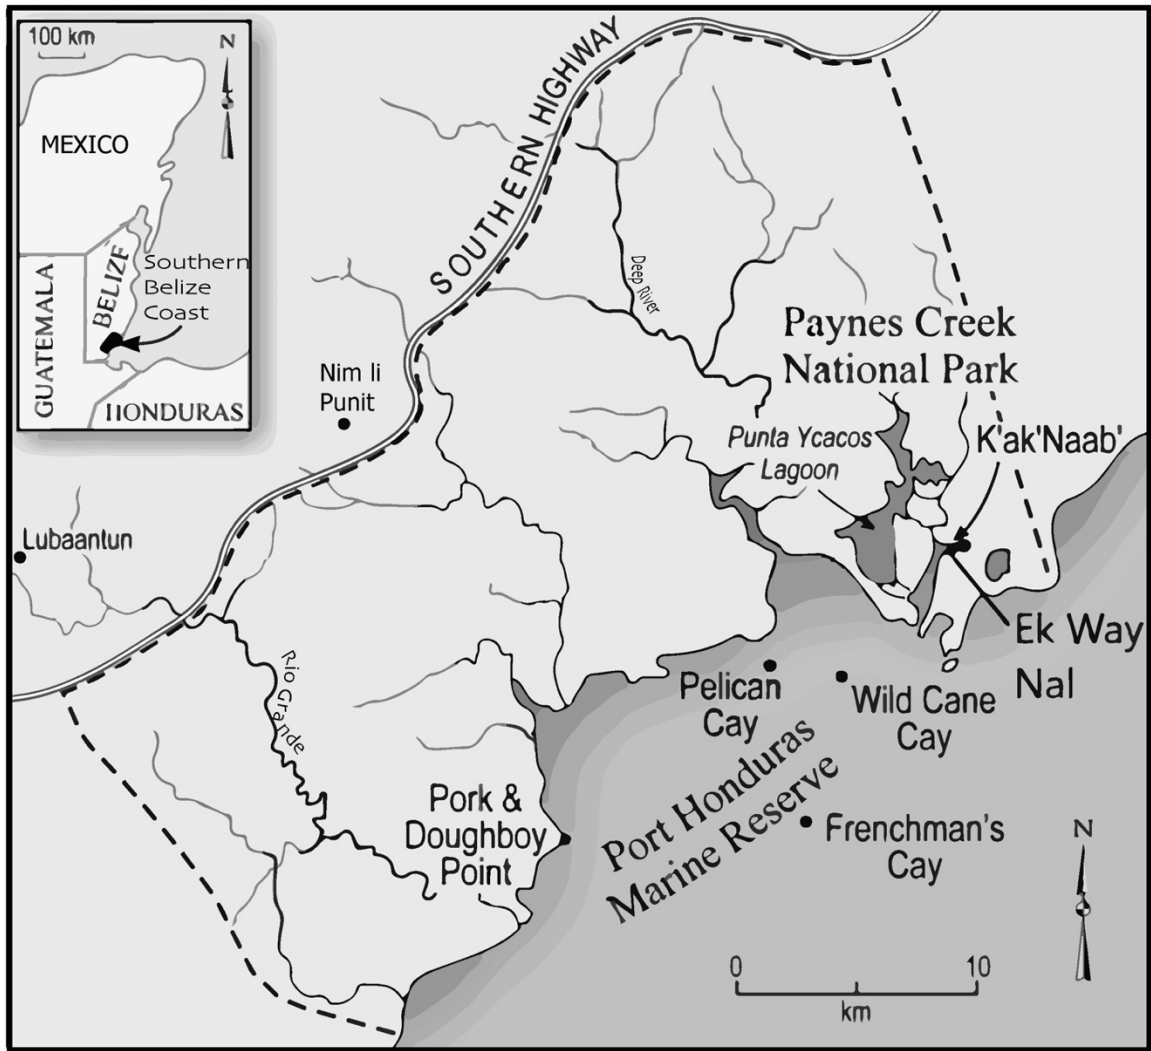 100 km
N
MEXICO
BELIZE
GUATEMALA
Southern
Belize
Coast
HONDURAS
SOUTHERN HIGHWAY
Deep River
Paynes Creek
National Park
Nim li
Punit
Punta Ycacos
Lagoon
K'ak'Naab'
Lubaantun
Ek Way
Nal
Rio Grande
Pelican
Cay
Wild Cane
Cay
Port Honduras
Marine Reserve
Pork &
Doughboy
Point
Frenchman's
Cay
N
0 10
km